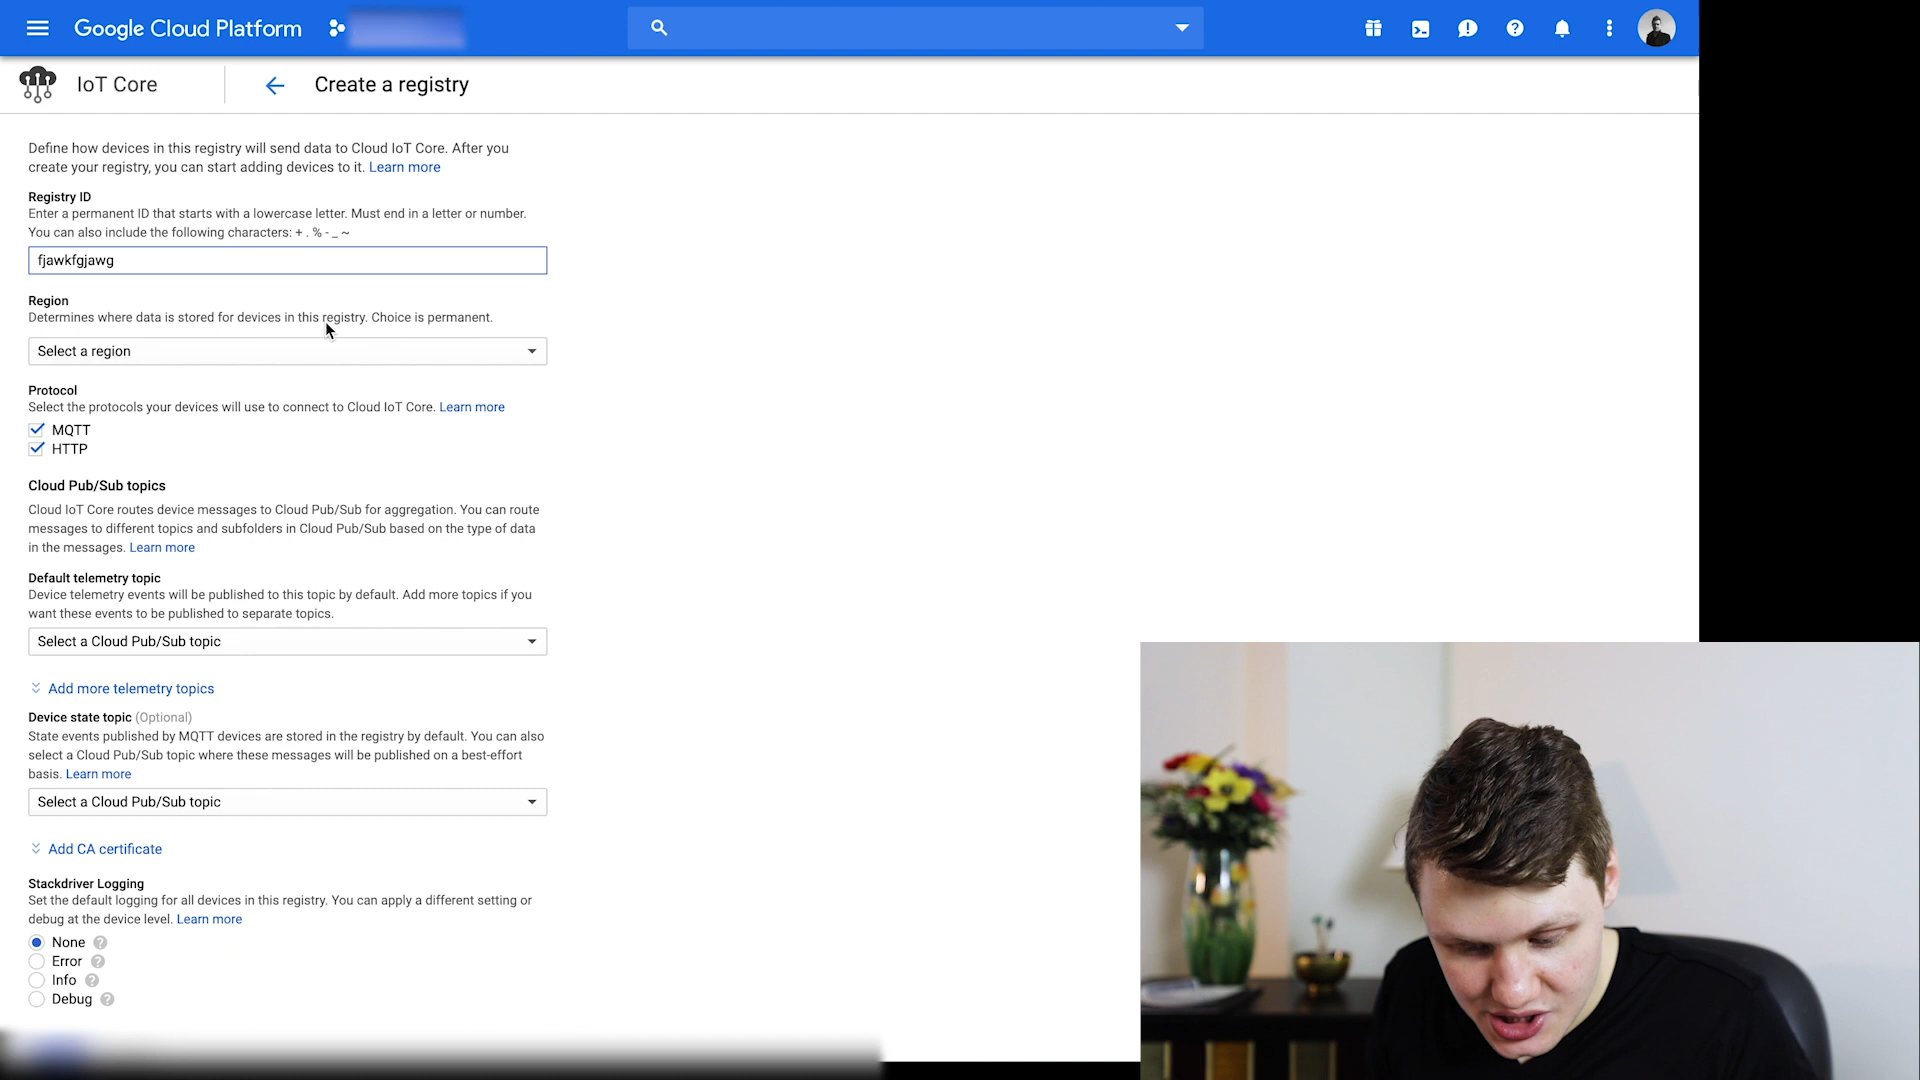 Google Cloud Platform
IoT Core
Create a registry
Define how devices in this registry will send data to Cloud IoT Core. After you
create your registry, you can start adding devices to it. Learn more
Registry ID
Enter a permanent ID that starts with a lowercase letter. Must end in a letter or number.
You can also include the following characters: + . % - _ ~
fjawkfgjawg
Region
Determines where data is stored for devices in this registry. Choice is permanent.
Select a region
Protocol
Select the protocols your devices will use to connect to Cloud IoT Core. Learn more
MQTT
HTTP
Cloud Pub/Sub topics
Cloud IoT Core routes device messages to Cloud Pub/Sub for aggregation. You can route
messages to different topics and subfolders in Cloud Pub/Sub based on the type of data
in the messages. Learn more
Default telemetry topic
Device telemetry events will be published to this topic by default. Add more topics if you
want these events to be published to separate topics.
Select a Cloud Pub/Sub topic
Add more telemetry topics
Device state topic (Optional)
State events published by MQTT devices are stored in the registry by default. You can also
select a Cloud Pub/Sub topic where these messages will be published on a best-effort
basis. Learn more
Select a Cloud Pub/Sub topic
Add CA certificate
Stackdriver Logging
Set the default logging for all devices in this registry. You can apply a different setting or
debug at the device level. Learn more
None
Error
Info
Debug